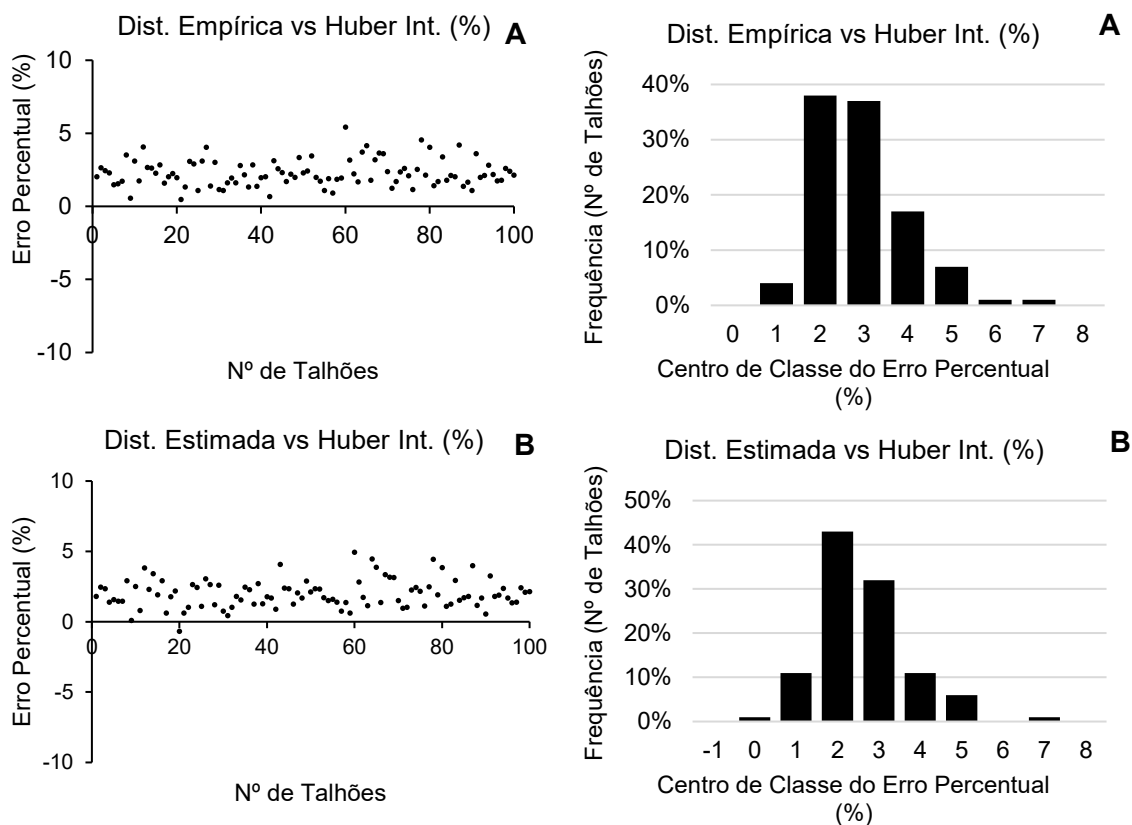 Dist. Empírica vs Huber Int. (%)
A
Erro Percentual (%)
10
5
0
-5
-10
0
20
40
60
80
100
Nº de Talhões
Dist. Empírica vs Huber Int. (%)
A
Frequência (Nº de Talhões)
40%
30%
20%
10%
0%
0 1 2 3 4 5 6 7 8
Centro de Classe do Erro Percentual
(%)
Dist. Estimada vs Huber Int. (%)
B
Erro Percentual (%)
10
5
0
-5
-10
0
20
40
60
80
100
Nº de Talhões
Dist. Estimada vs Huber Int. (%)
B
Frequência (Nº de Talhões)
50%
40%
30%
20%
10%
0%
-1 0 1 2 3 4 5 6 7 8
Centro de Classe do Erro Percentual
(%)